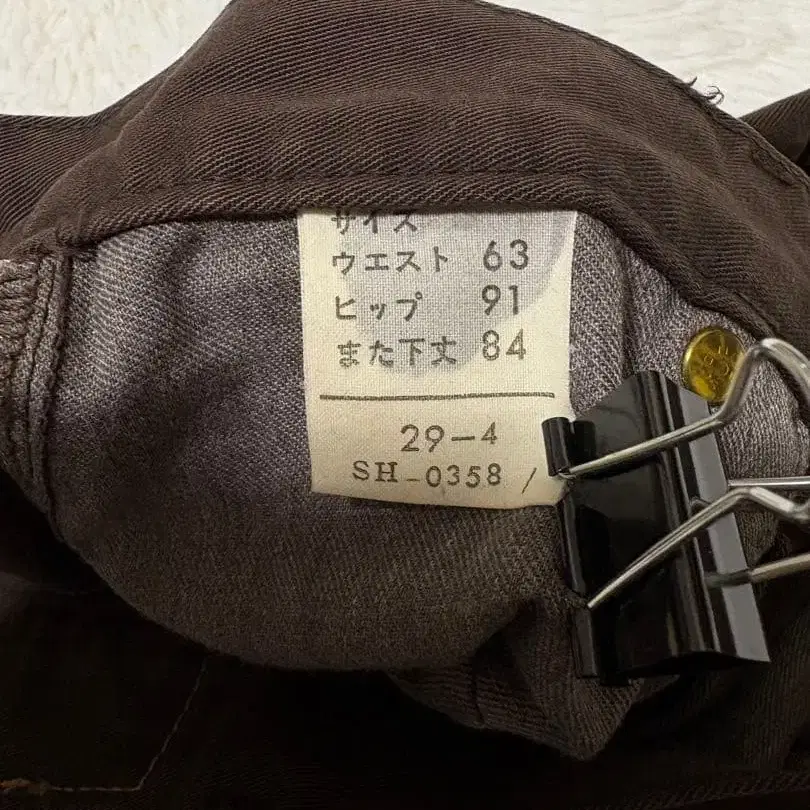 サイズ
ウエスト 63
ヒップ 91
また下丈 84
29-4
SH-0358 /